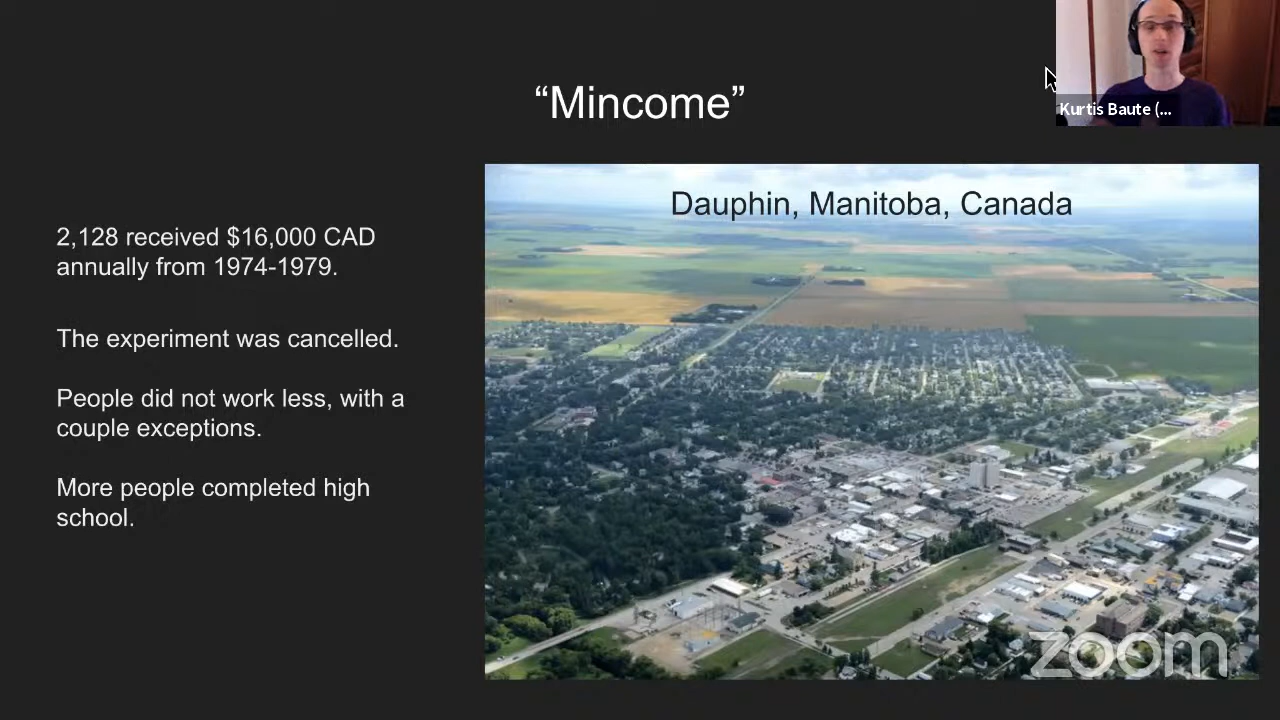 “Mincome”
Kurtis Baute (...
Dauphin, Manitoba, Canada
2,128 received $16,000 CAD
annually from 1974-1979.
The experiment was cancelled.
People did not work less, with a
couple exceptions.
More people completed high
school.
zoom